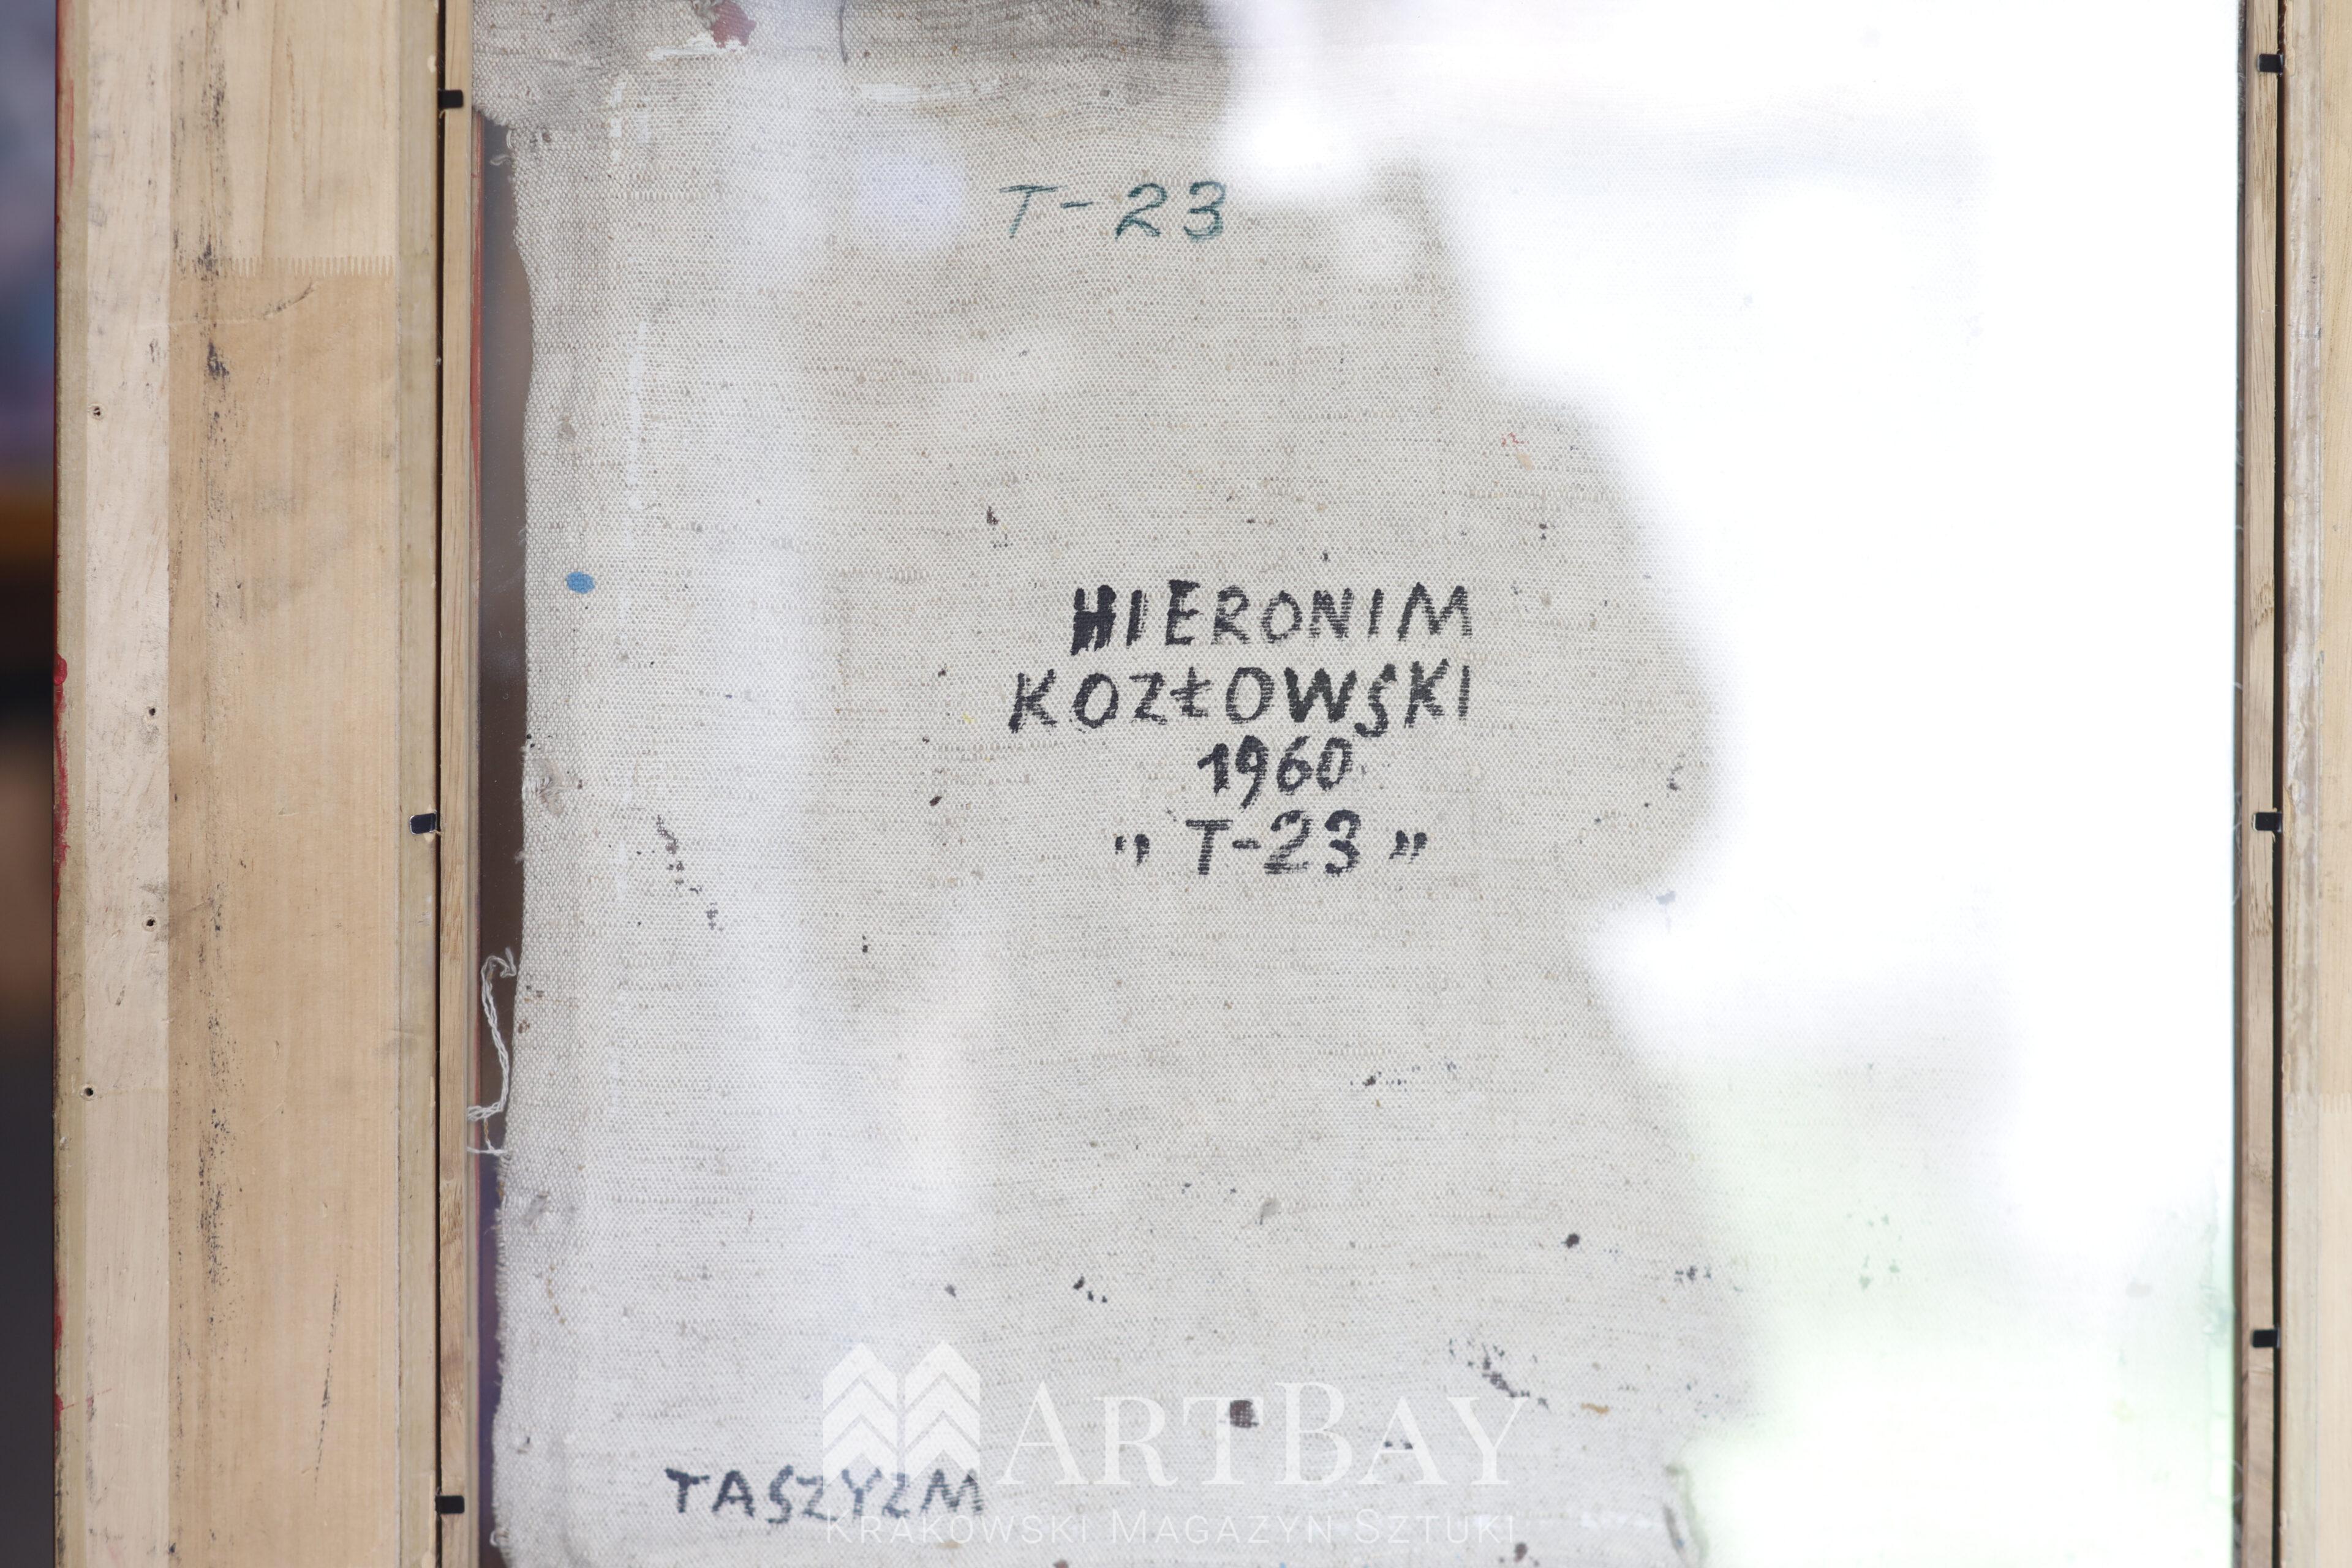 T-23
HIERONIM
KOZŁOWSKI
1960
„ T-23 ”
ARTBAY
TASZYZM
KRAKOWSKI MAGAZYN SZTUKI